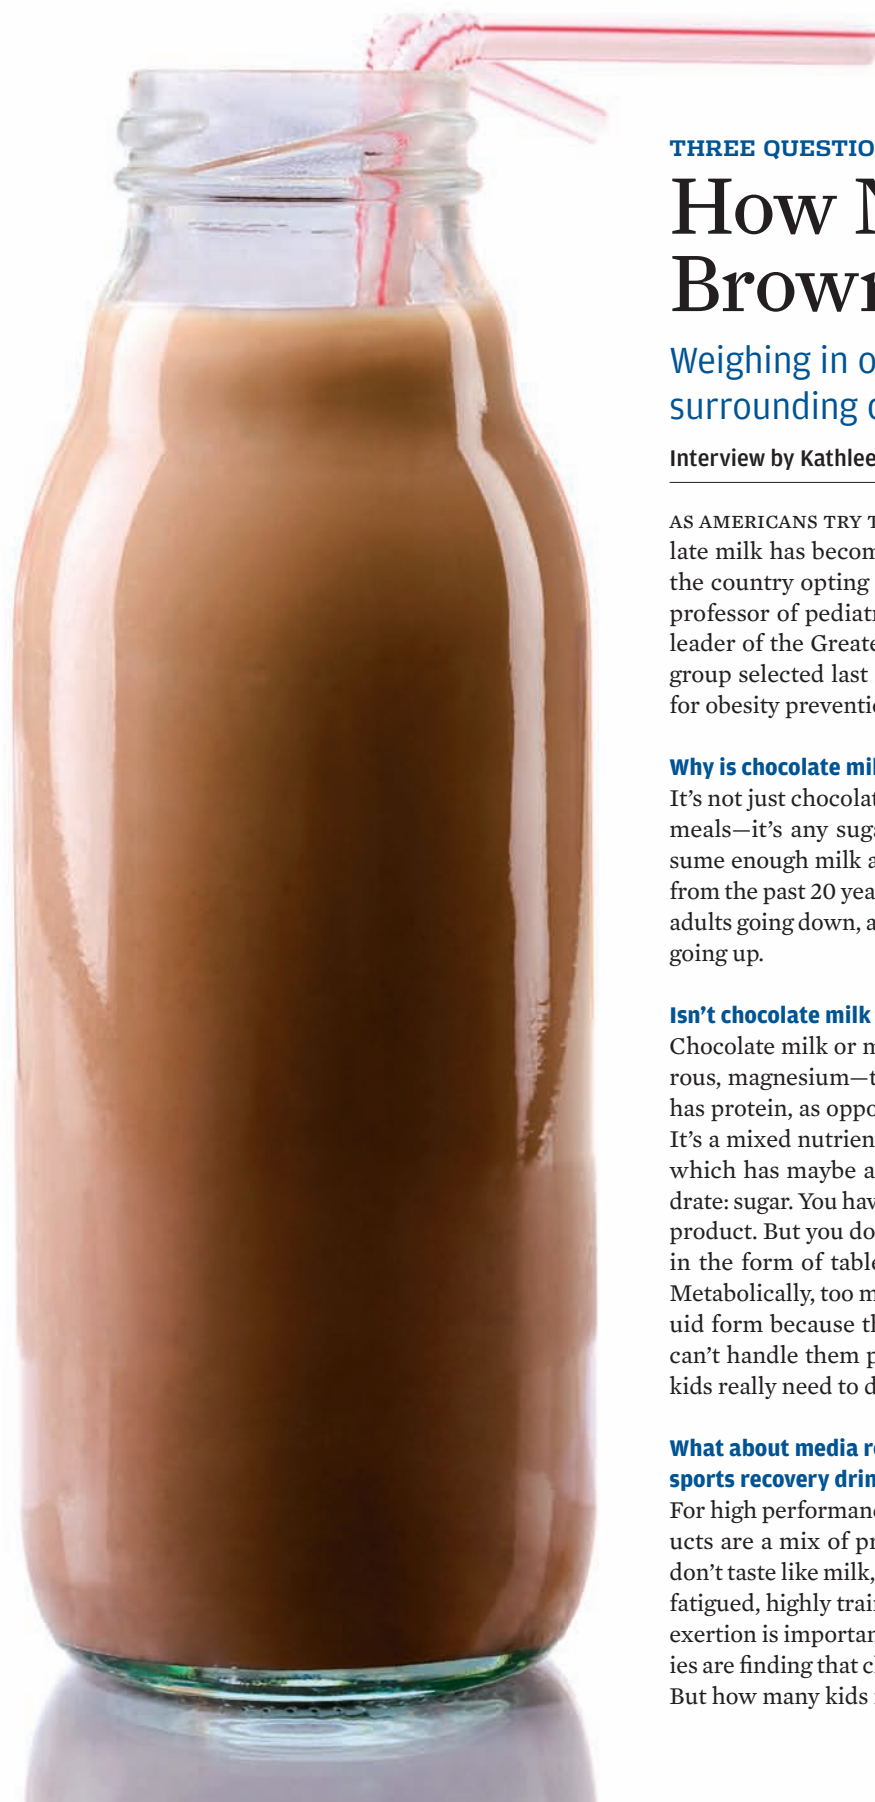 THREE QUESTIO
How N
Brown
Weighing in o
surrounding c
Interview by Kathlee
AS AMERICANS TRY T
late milk has becom
the country opting
professor of pediatr
leader of the Greate
group selected last
for obesity preventio
Why is chocolate mil
It’s not just chocolat
meals—it’s any suga
sume enough milk a
from the past 20 yea
adults going down, a
going up.
Isn’t chocolate milk
Chocolate milk or m
rous, magnesium—t
has protein, as oppo
It’s a mixed nutrien
which has maybe a
drate: sugar. You hav
product. But you do
in the form of table
Metabolically, too m
uid form because th
can’t handle them p
kids really need to d
What about media re
sports recovery drin
For high performanc
ucts are a mix of pr
don’t taste like milk,
fatigued, highly train
exertion is importan
ies are finding that c
But how many kids